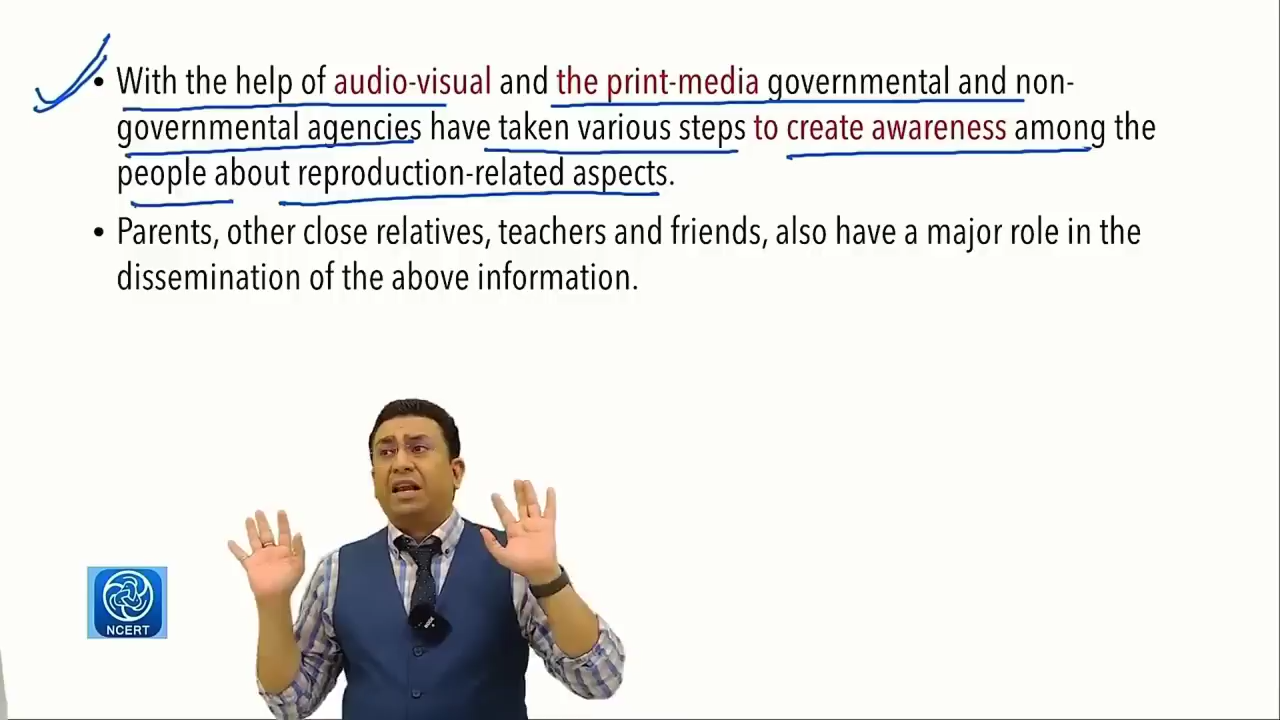 • With the help of audio-visual and the print-media governmental and non-
governmental agencies have taken various steps to create awareness among the
people about reproduction-related aspects.
• Parents, other close relatives, teachers and friends, also have a major role in the
dissemination of the above information.
NCERT